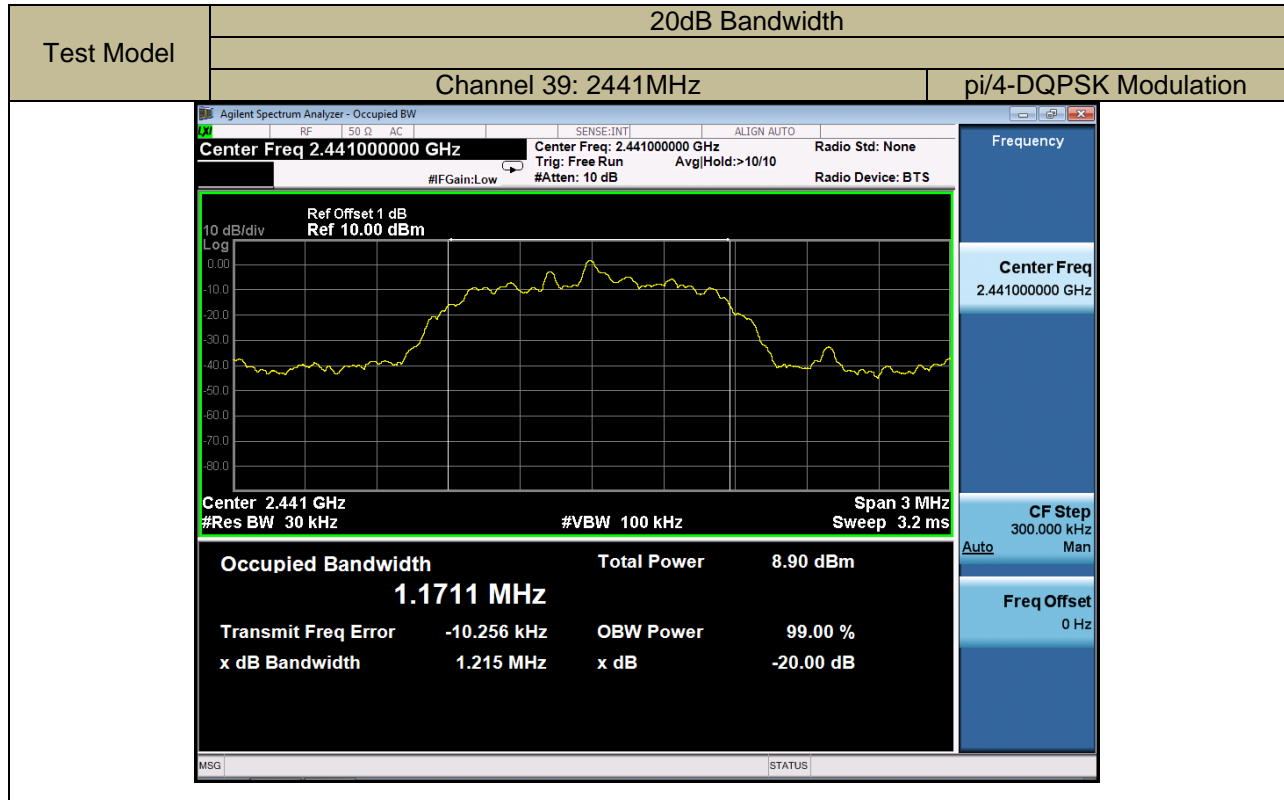 20dB Bandwidth
Test Model
Channel 39: 2441MHz pi/4-DQPSK Modulation
Agilent Spectrum Analyzer - Occupied BW
LXI RF 50 Ω AC SENSE:INT ALIGN AUTO
Center Freq 2.441000000 GHz
Center Freq: 2.441000000 GHz Radio Std: None
Trig: Free Run Avg|Hold:>10/10
#IFGain:Low #Atten: 10 dB Radio Device: BTS
Ref Offset 1 dB
10 dB/div Ref 10.00 dBm
Log
0.00
-10.0
-20.0
-30.0
-40.0
-50.0
-60.0
-70.0
-80.0
Center 2.441 GHz Span 3 MHz
#Res BW 30 kHz #VBW 100 kHz Sweep 3.2 ms
Occupied Bandwidth Total Power 8.90 dBm
1.1711 MHz
Transmit Freq Error -10.256 kHz OBW Power 99.00 %
x dB Bandwidth 1.215 MHz x dB -20.00 dB
MSG STATUS
Frequency
Center Freq
2.441000000 GHz
CF Step
300.000 kHz
Auto Man
Freq Offset
0 Hz